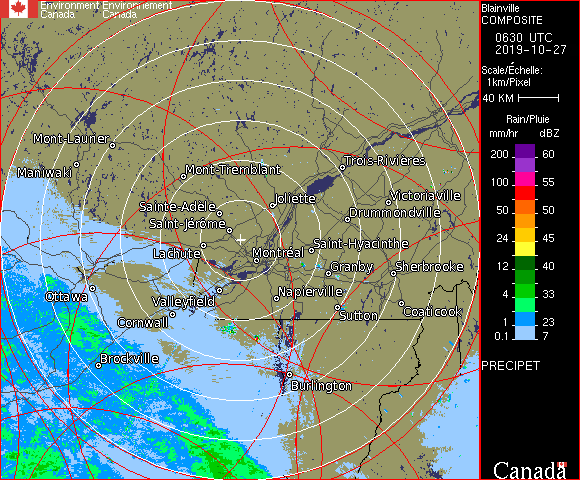 Environment Environnement
Canada Canada
Blainville
COMPOSITE
0630 UTC
2019-10-27
Scale/Échelle:
1km/Pixel
40 KM
Rain/Pluie
mm/hr dBZ
200 60
150 57
100 55
50 50
24 45
12 40
4 33
1 23
0.1 7
PRECIPET
Canada
Mont-Laurier
Maniwaki
Mont-Tremblant
Trois-Rivières
Joliette
Victoriaville
Sainte-Adèle
Drummondville
Saint-Jérôme
Lachute
Montréal
Saint-Hyacinthe
Granby
Sherbrooke
Ottawa
Valleyfield
Napierville
Sutton
Coaticook
Cornwall
Brockville
Burlington